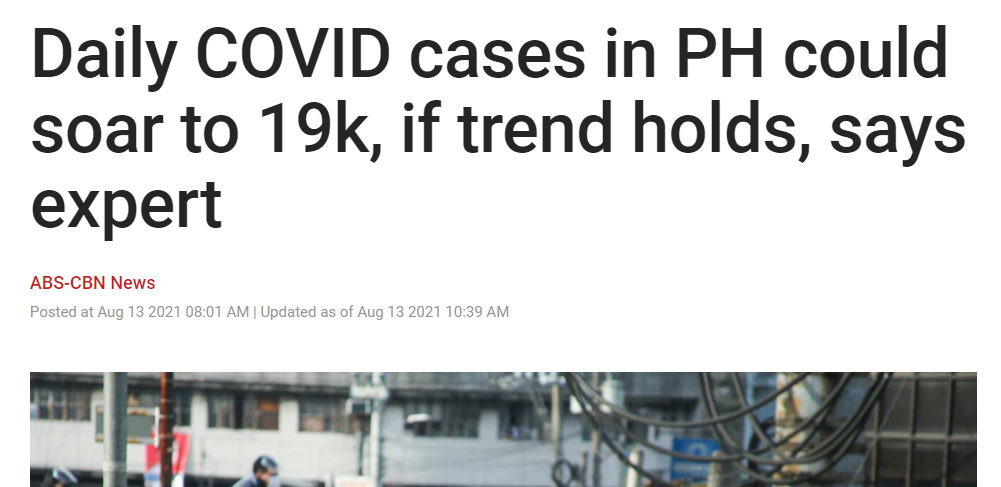 Daily COVID cases in PH could
soar to 19k, if trend holds, says
expert
ABS-CBN News
Posted at Aug 13 2021 08:01 AM | Updated as of Aug 13 2021 10:39 AM